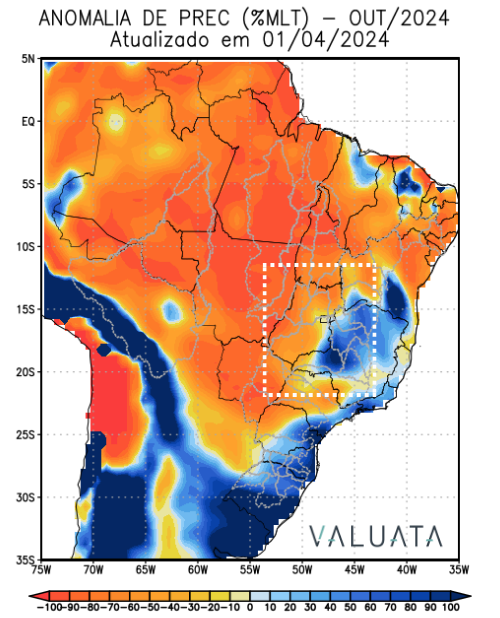 ANOMALIA DE PREC (%MLT) – OUT/2024
Atualizado em 01/04/2024
5N
EQ
5S
10S
15S
20S
25S
30S
35S
VALUATA
75W 70W 65W 60W 55W 50W 45W 40W 35W
-100 -90 -80 -70 -60 -50 -40 -30 -20 -10 0 10 20 30 40 50 60 70 80 90 100